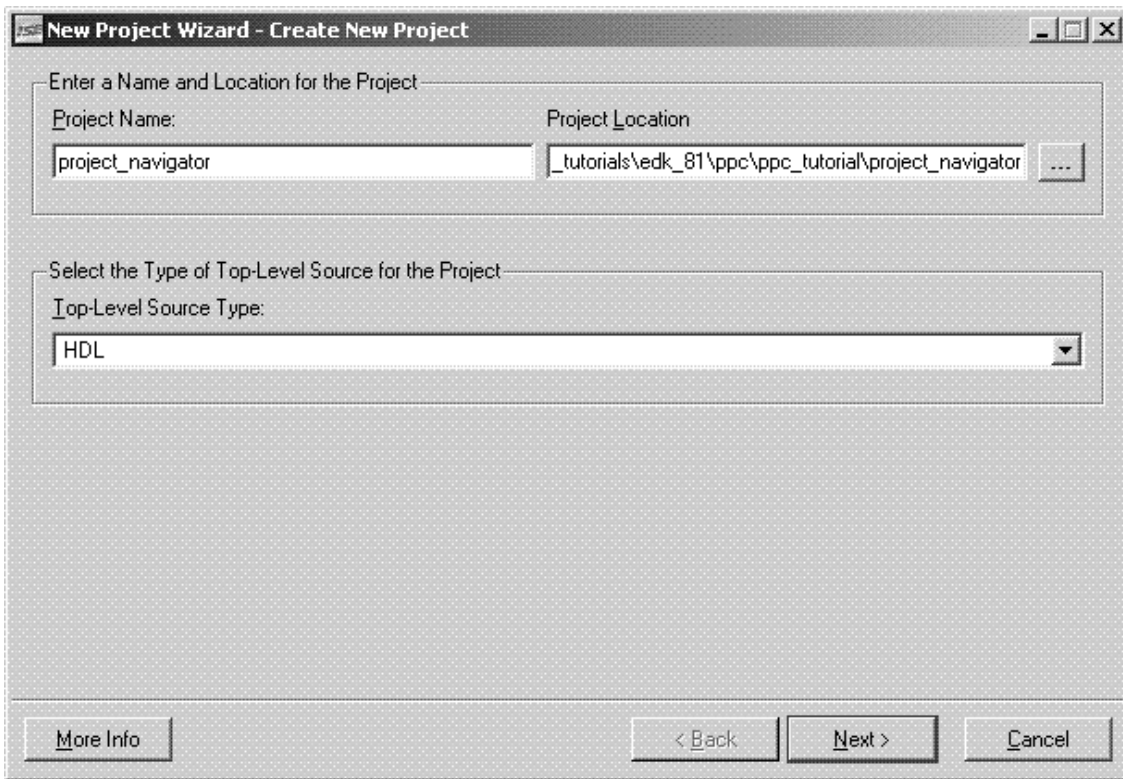 ISE New Project Wizard - Create New Project
Enter a Name and Location for the Project
Project Name: Project Location
project_navigator _tutorials\edk_81\ppc\ppc_tutorial\project_navigator ...
Select the Type of Top-Level Source for the Project
Top-Level Source Type:
HDL
More Info < Back Next > Cancel